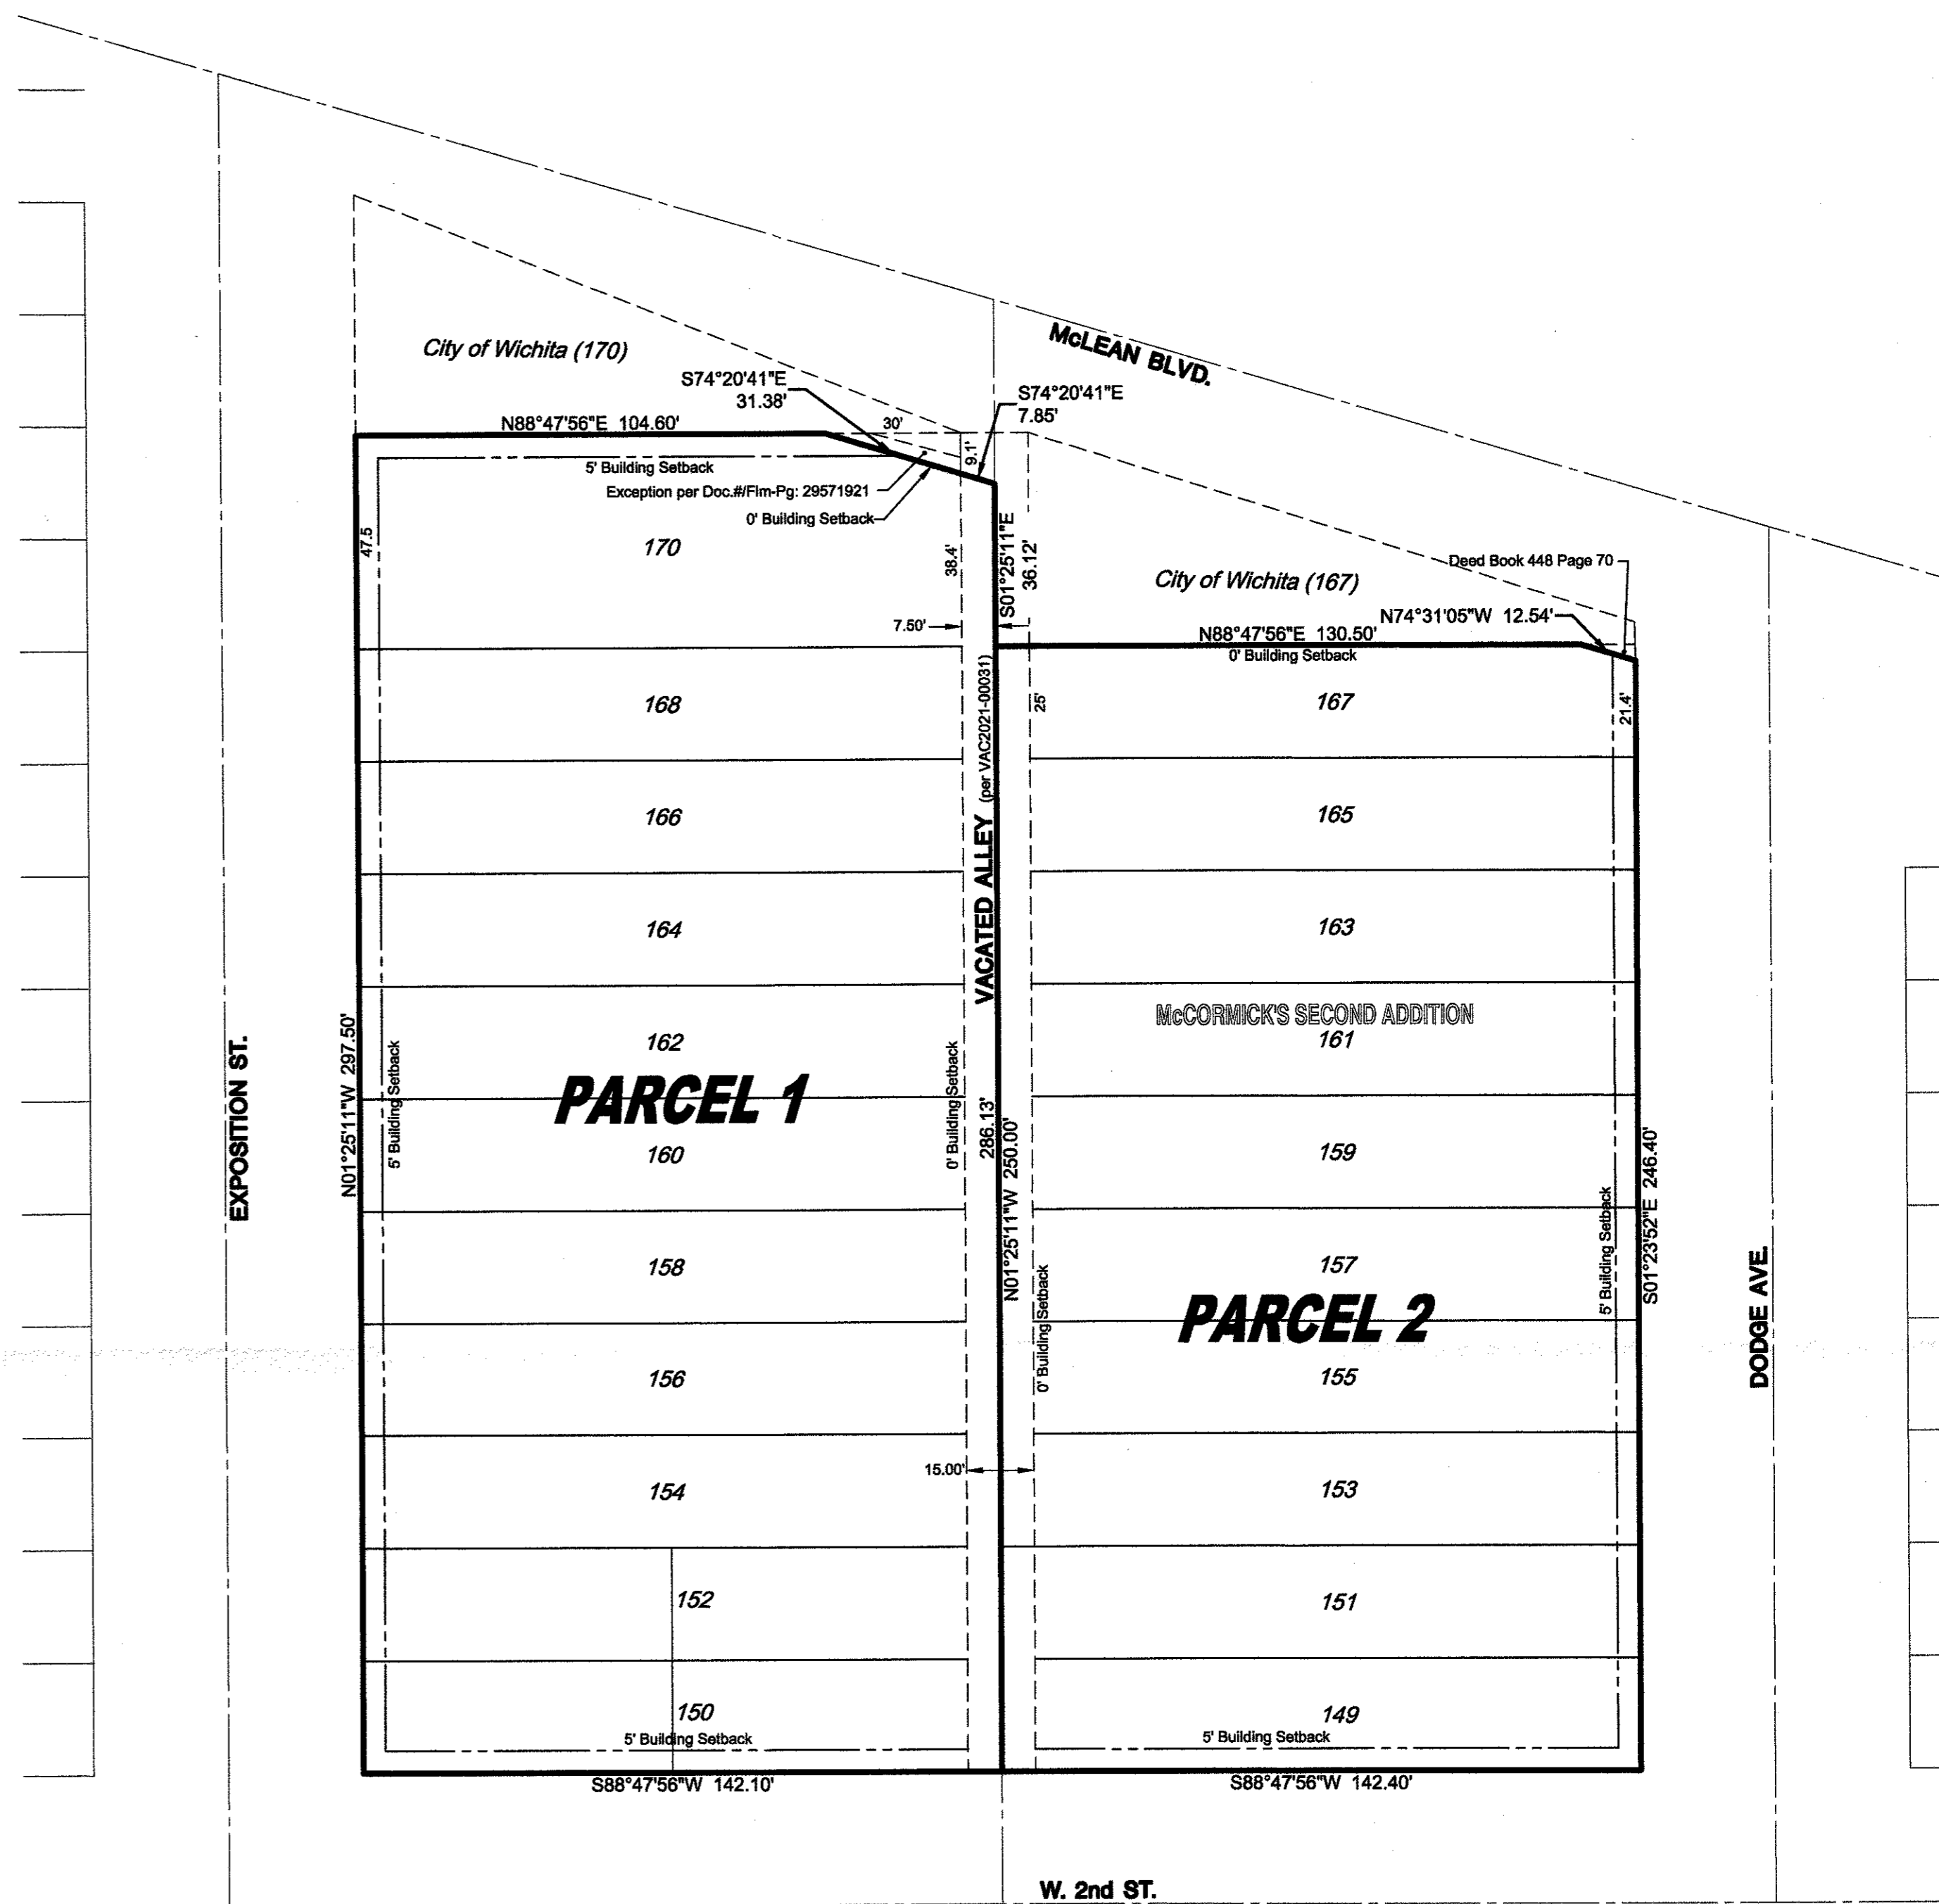 City of Wichita (170)
McLEAN BLVD.
S74°20'41"E
31.38'
S74°20'41"E
7.85'
N88°47'56"E 104.60'
30'
9.1'
5' Building Setback
Exception per Doc.#/Flm-Pg: 29571921
0' Building Setback
47.5
170
38.4'
S01°25'11"E
36.12'
Deed Book 448 Page 70
City of Wichita (167)
N74°31'05"W 12.54'
7.50'
N88°47'56"E 130.50'
0' Building Setback
168
25'
167
21.4'
VACATED ALLEY (per VAC2021-00031)
166
165
164
163
McCORMICK'S SECOND ADDITION
162
161
EXPOSITION ST.
N01°25'11"W 297.50'
5' Building Setback
PARCEL 1
0' Building Setback
286.13'
N01°25'11"W 250.00'
160
159
5' Building Setback
S01°23'52"E 246.40'
158
157
0' Building Setback
PARCEL 2
DODGE AVE.
156
155
15.00'
154
153
152
151
150
149
5' Building Setback
5' Building Setback
S88°47'56"W 142.10'
S88°47'56"W 142.40'
W. 2nd ST.